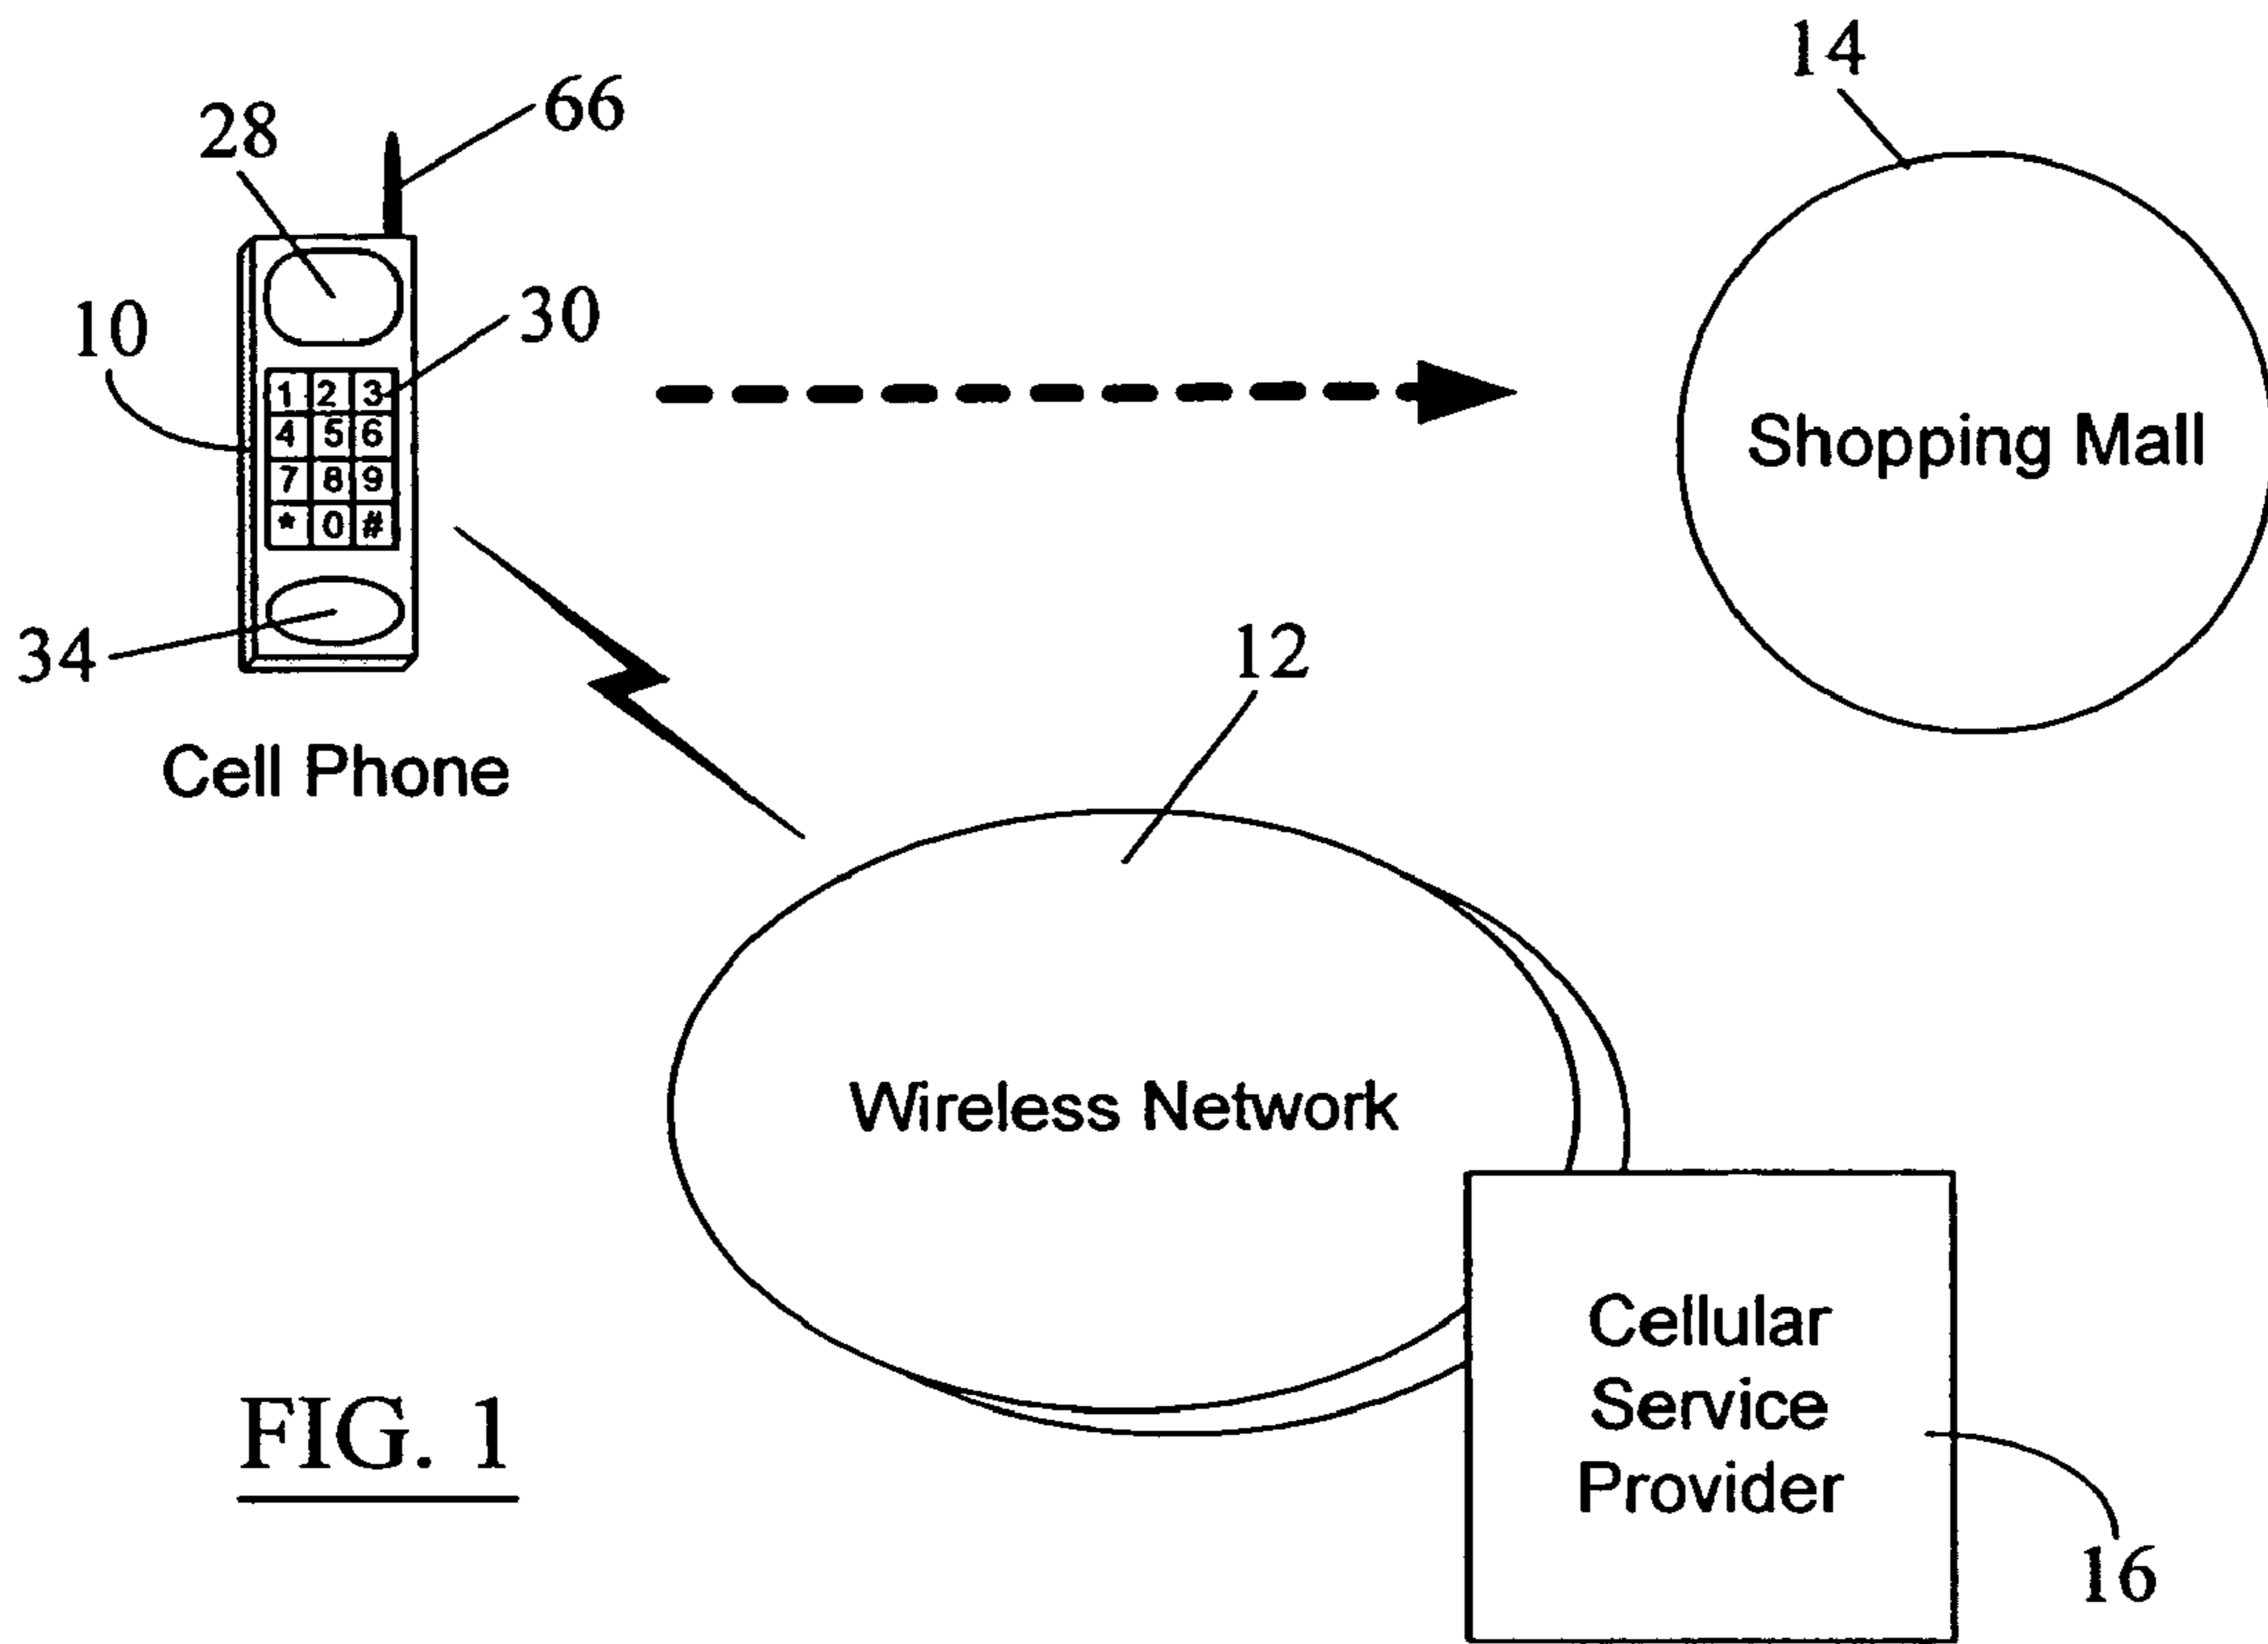 14
66
28
30
10
1 2 3
4 5 6
7 8 9
* 0 #
Shopping Mall
34
12
Cell Phone
Wireless Network
Cellular
Service
Provider
FIG. 1
16